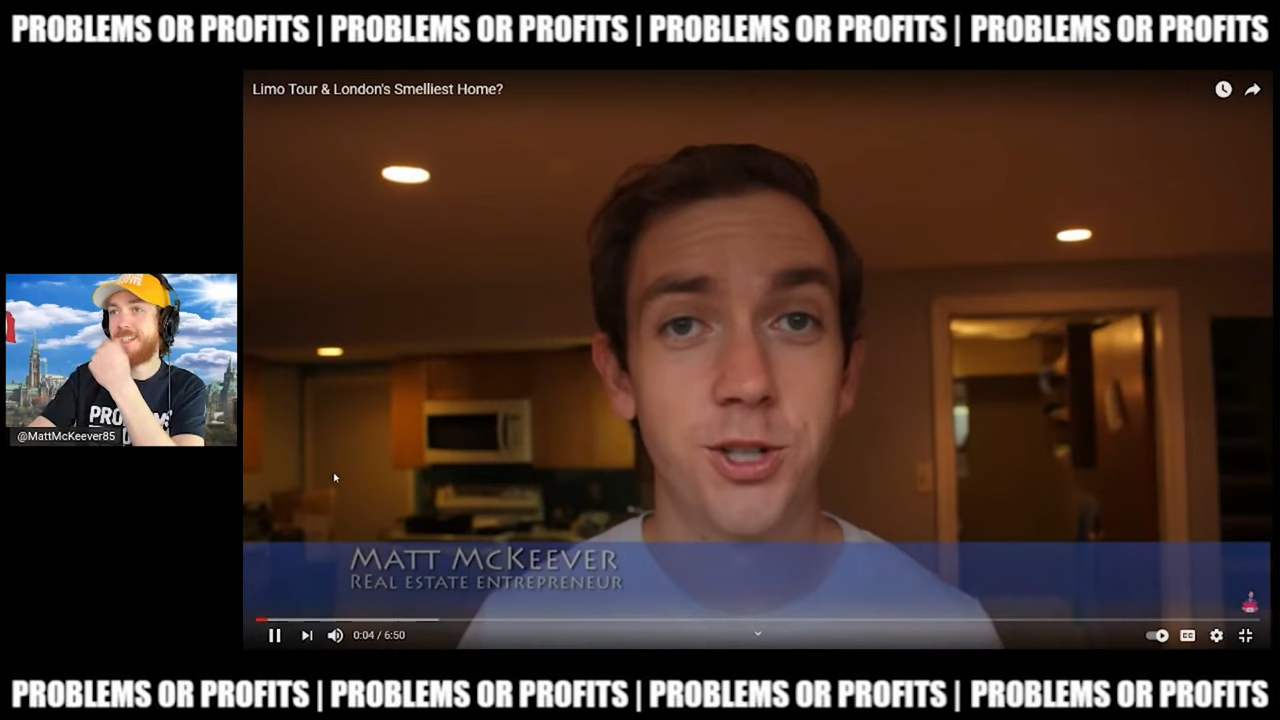 PROBLEMS OR PROFITS | PROBLEMS OR PROFITS | PROBLEMS OR PROFITS | PROBLEMS OR PROFITS
Limo Tour & London's Smelliest Home?
@MattMcKeever85
MATT MCKEEVER
REAL ESTATE ENTREPRENEUR
0:04 / 6:50
CC
PROBLEMS OR PROFITS | PROBLEMS OR PROFITS | PROBLEMS OR PROFITS | PROBLEMS OR PROFITS